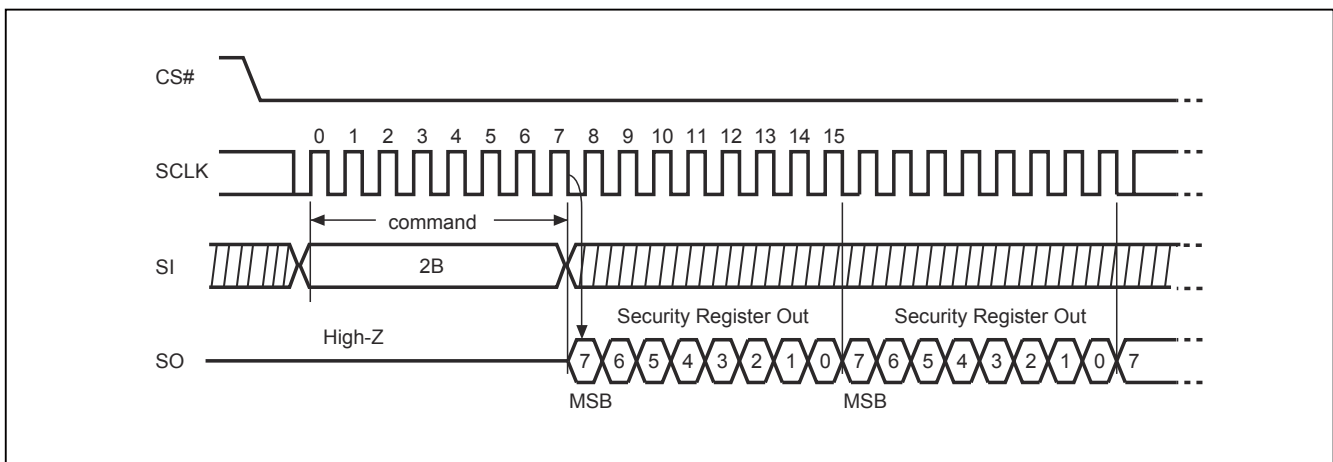 CS#
0 1 2 3 4 5 6 7 8 9 10 11 12 13 14 15
SCLK
command
SI
2B
Security Register Out Security Register Out
High-Z
SO
7 6 5 4 3 2 1 0 7 6 5 4 3 2 1 0 7
MSB MSB